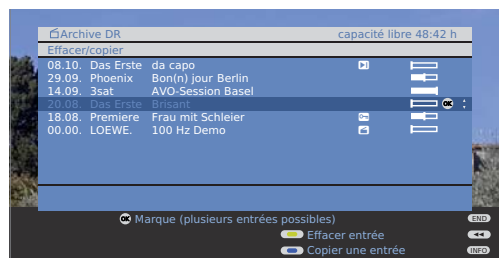 Archive DR capacité libre 48:42 h
Effacer/copier
08.10. Das Erste da capo
29.09. Phoenix Bon(n) jour Berlin
14.09. 3sat AVO-Session Basel
20.08. Das Erste Brisant OK
18.08. Premiere Frau mit Schleier
00.00. LOEWE. 100 Hz Demo
OK Marque (plusieurs entrées possibles) END
Effacer entrée
Copier une entrée INFO